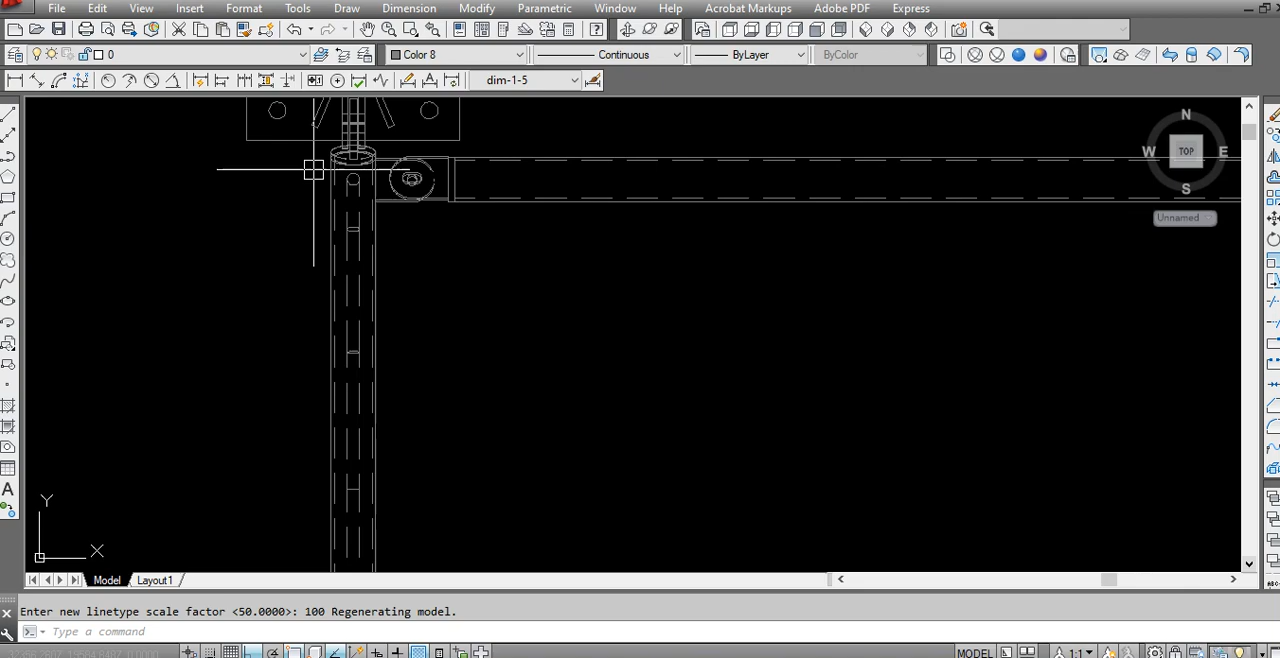 File Edit View Insert Format Tools Draw Dimension Modify Parametric Window Help Acrobat Markups Adobe PDF Express
0 Color 8 Continuous ByLayer ByColor
dim-1-5
N
W TOP E
S
Unnamed
Y
X
A
Model Layout1
Enter new linetype scale factor <50.0000>: 100 Regenerating model.
Type a command
MODEL 1:1